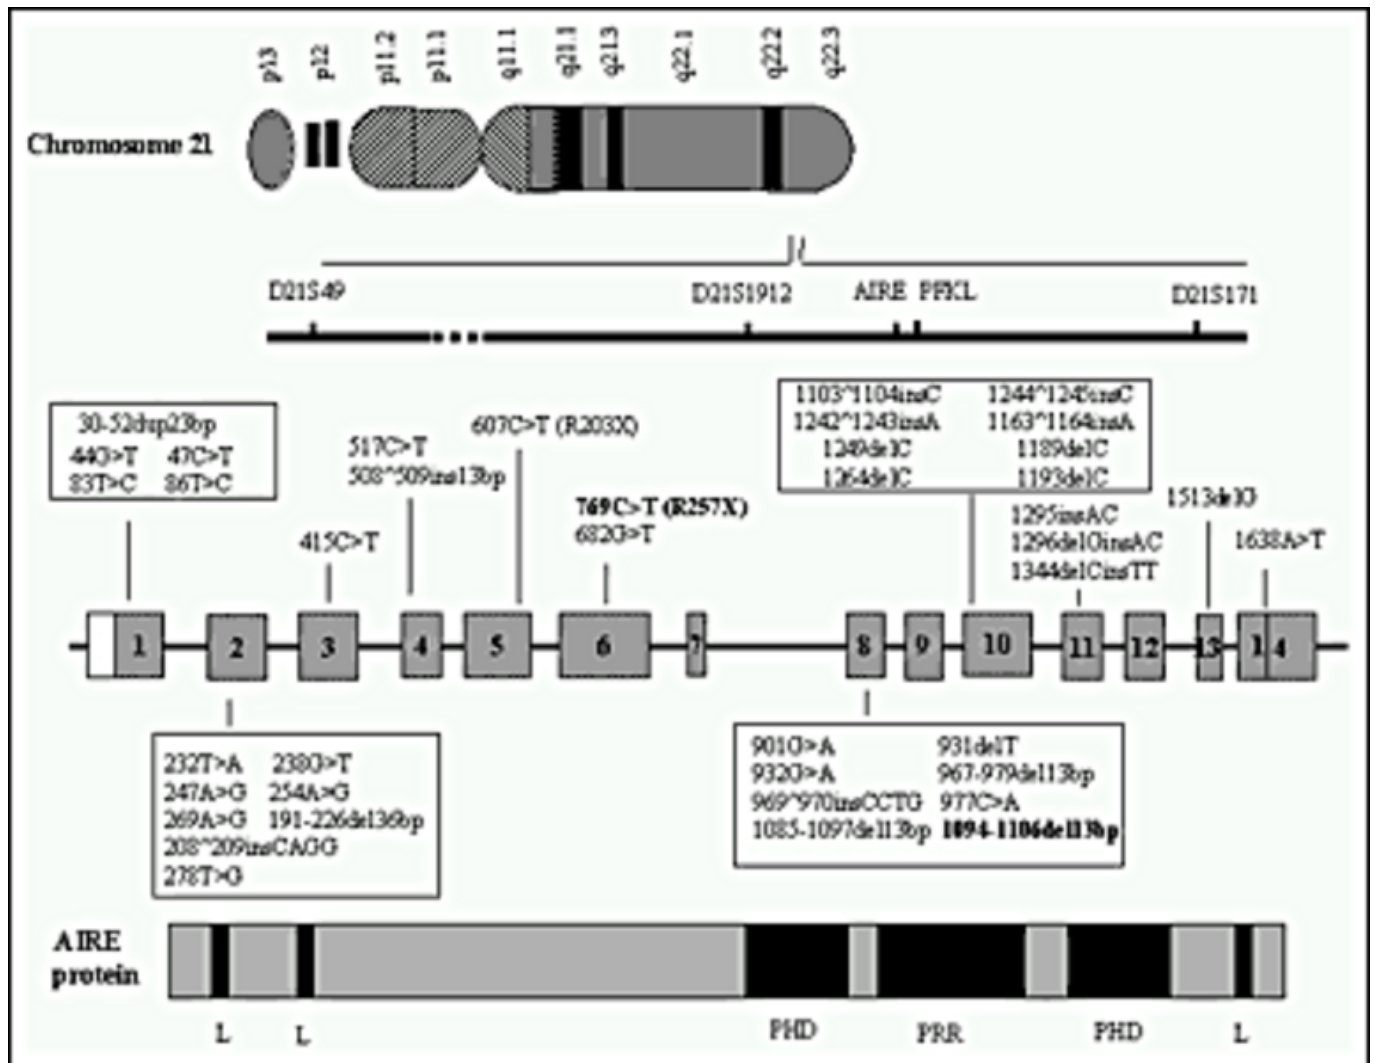 p13 p12 p11.2 p11.1 q11.1 q21.1 q21.3 q22.1 q22.2 q22.3
Chromosome 21
D21S49 D21S1912 AIRE PFKL D21S171
30-52dup23bp
44G>T 47C>T
83T>C 86T>C
415C>T
517C>T
508^509ins13bp
607C>T (R203X)
769C>T (R257X)
682G>T
1103^1104insC 1244^1245insC
1242^1243insA 1163^1164insA
1249delC 1189delC
1264delC 1193delC
1295insAC
1296delGinsAC
1344delCinsTT
1513delG
1638A>T
1 2 3 4 5 6 7 8 9 10 11 12 13 14
232T>A 238G>T
247A>G 254A>G
269A>G 191-226del36bp
208^209insCAGG
278T>G
901G>A 931delT
932G>A 967-979del13bp
969^970insCCTG 977C>A
1085-1097del13bp 1094-1106del13bp
AIRE
protein
L L PHD PRR PHD L